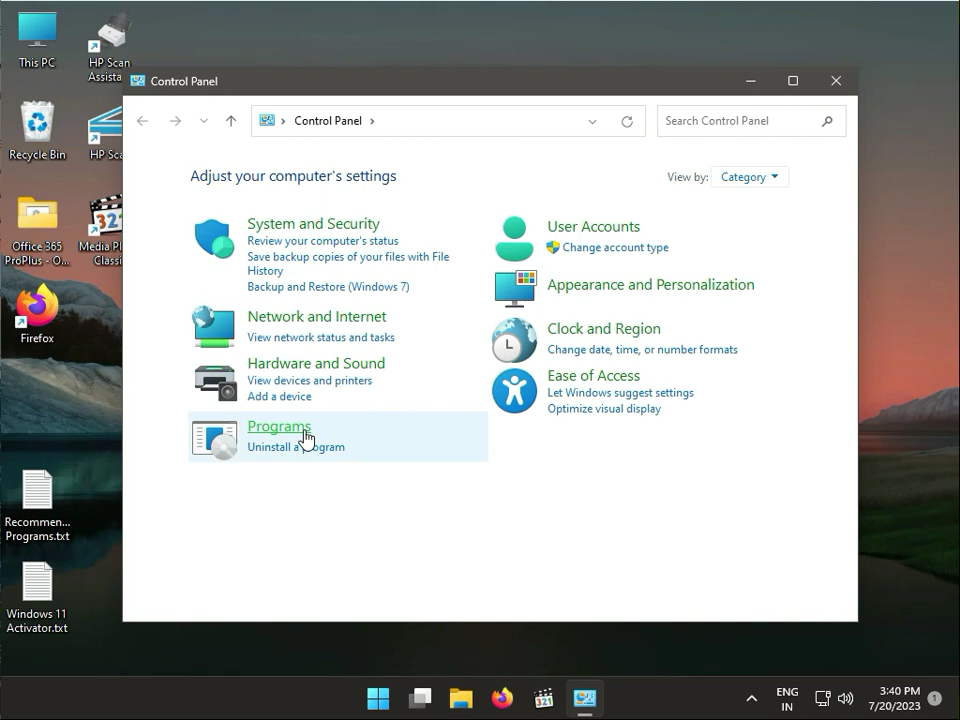 This PC
HP Scan
Assista
Recycle Bin
HP Sca
Office 365
ProPlus - O...
Media Pl
Classi
Firefox
Recommen...
Programs.txt
Windows 11
Activator.txt
Control Panel
Control Panel
Search Control Panel
Adjust your computer's settings
View by: Category
System and Security
Review your computer's status
Save backup copies of your files with File
History
Backup and Restore (Windows 7)
Network and Internet
View network status and tasks
Hardware and Sound
View devices and printers
Add a device
Programs
Uninstall a program
User Accounts
Change account type
Appearance and Personalization
Clock and Region
Change date, time, or number formats
Ease of Access
Let Windows suggest settings
Optimize visual display
321
321
ENG
IN
3:40 PM
7/20/2023
1